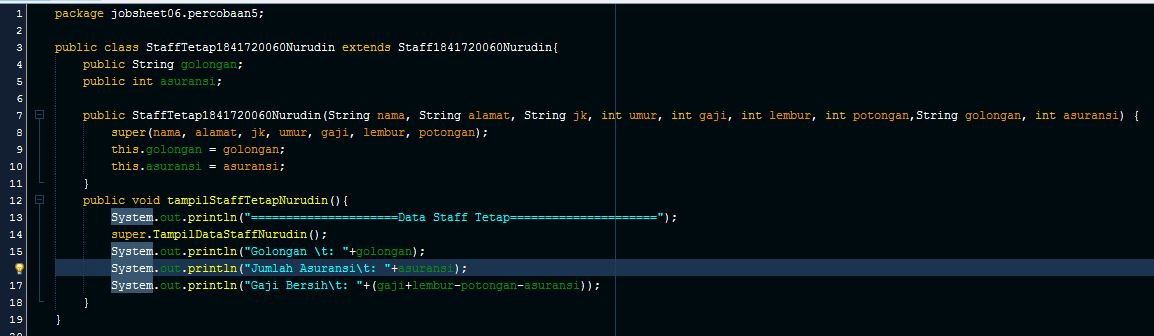 1 package jobsheet06.percobaan5;
2
3 public class StaffTetap1841720060Nurudin extends Staff1841720060Nurudin{
4 public String golongan;
5 public int asuransi;
6
7 public StaffTetap1841720060Nurudin(String nama, String alamat, String jk, int umur, int gaji, int lembur, int potongan,String golongan, int asuransi) {
8 super(nama, alamat, jk, umur, gaji, lembur, potongan);
9 this.golongan = golongan;
10 this.asuransi = asuransi;
11 }
12 public void tampilStaffTetapNurudin(){
13 System.out.println("=====================Data Staff Tetap=====================");
14 super.TampilDataStaffNurudin();
15 System.out.println("Golongan \t: "+golongan);
System.out.println("Jumlah Asuransi\t: "+asuransi);
17 System.out.println("Gaji Bersih\t: "+(gaji+lembur-potongan-asuransi));
18 }
19 }
20